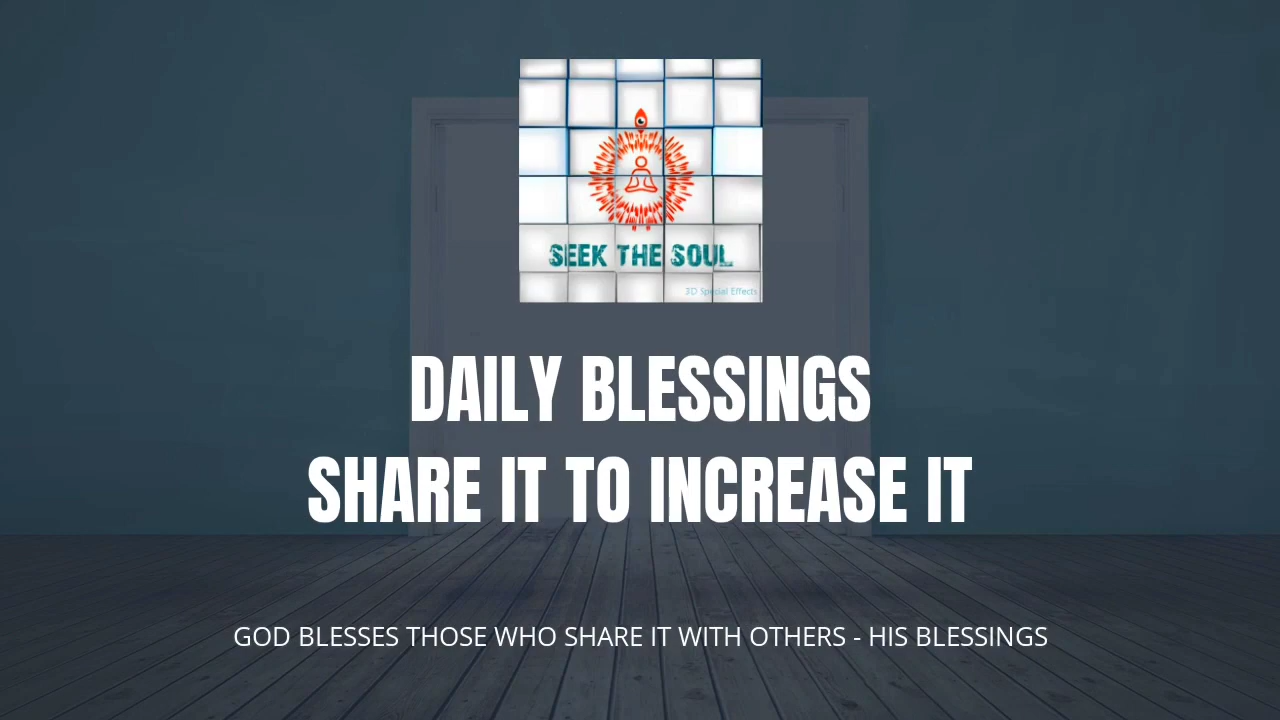 SEEK THE SOUL
3D Special Effects
DAILY BLESSINGS
SHARE IT TO INCREASE IT
GOD BLESSES THOSE WHO SHARE IT WITH OTHERS - HIS BLESSINGS